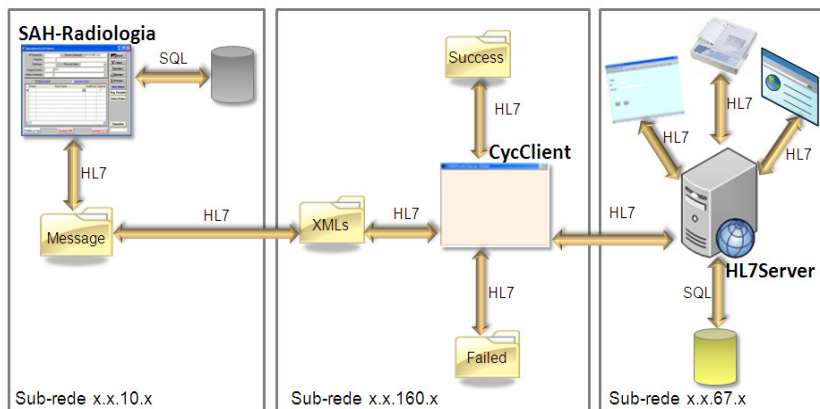 SAH-Radiologia
SQL
HL7
Message
HL7
Sub-rede x.x.10.x
Success
HL7
CycClient
XMLs
HL7
HL7
Failed
Sub-rede x.x.160.x
HL7
HL7
HL7
HL7
HL7Server
SQL
Sub-rede x.x.67.x